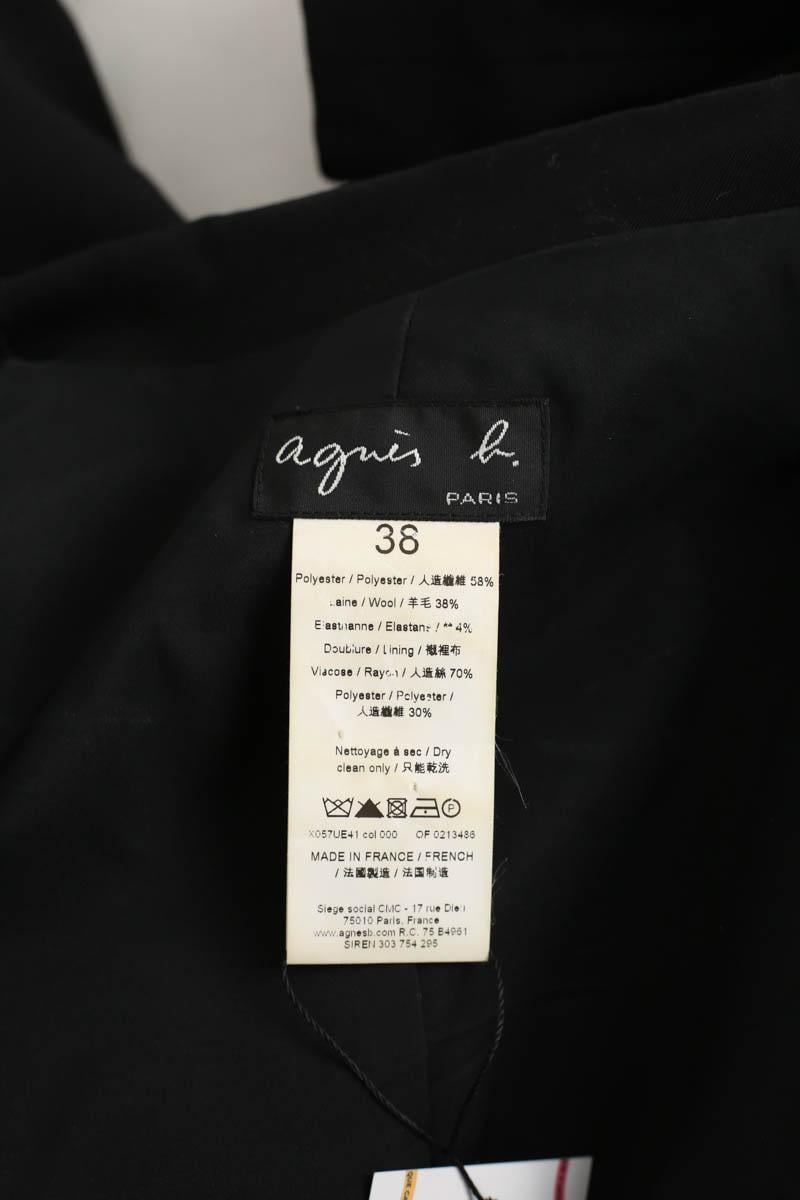 agnès b.
PARIS
38
Polyester / Polyester / 人造纖維 58%
Laine / Wool / 羊毛 38%
Elasthanne / Elastane / ** 4%
Doublure / Lining / 襯裡布
Viscose / Rayon / 人造絲 70%
Polyester / Polyester /
人造纖維 30%
Nettoyage à sec / Dry
clean only / 只能乾洗
P
X057UE41 col 000 OF 0213486
MADE IN FRANCE / FRENCH
/ 法國製造 / 法国制造
Siege social CMC - 17 rue Dieu
75010 Paris, France
www.agnesb.com R.C. 75 B4961
SIREN 303 754 295